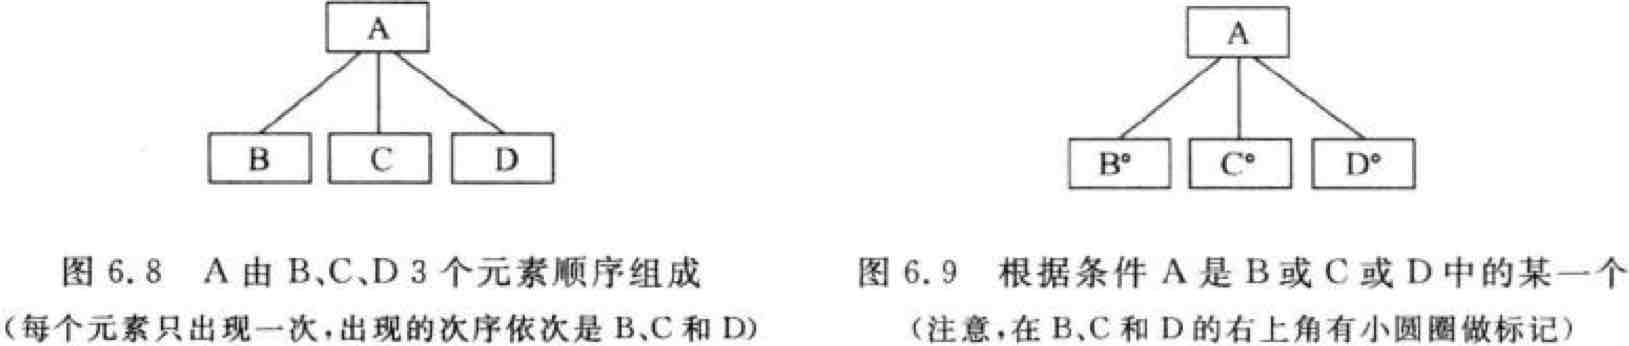 A
B C D
图 6.8 A 由 B、C、D 3 个元素顺序组成
(每个元素只出现一次,出现的次序依次是 B、C 和 D)
A
B° C° D°
图 6.9 根据条件 A 是 B 或 C 或 D 中的某一个
(注意,在 B、C 和 D 的右上角有小圆圈做标记)